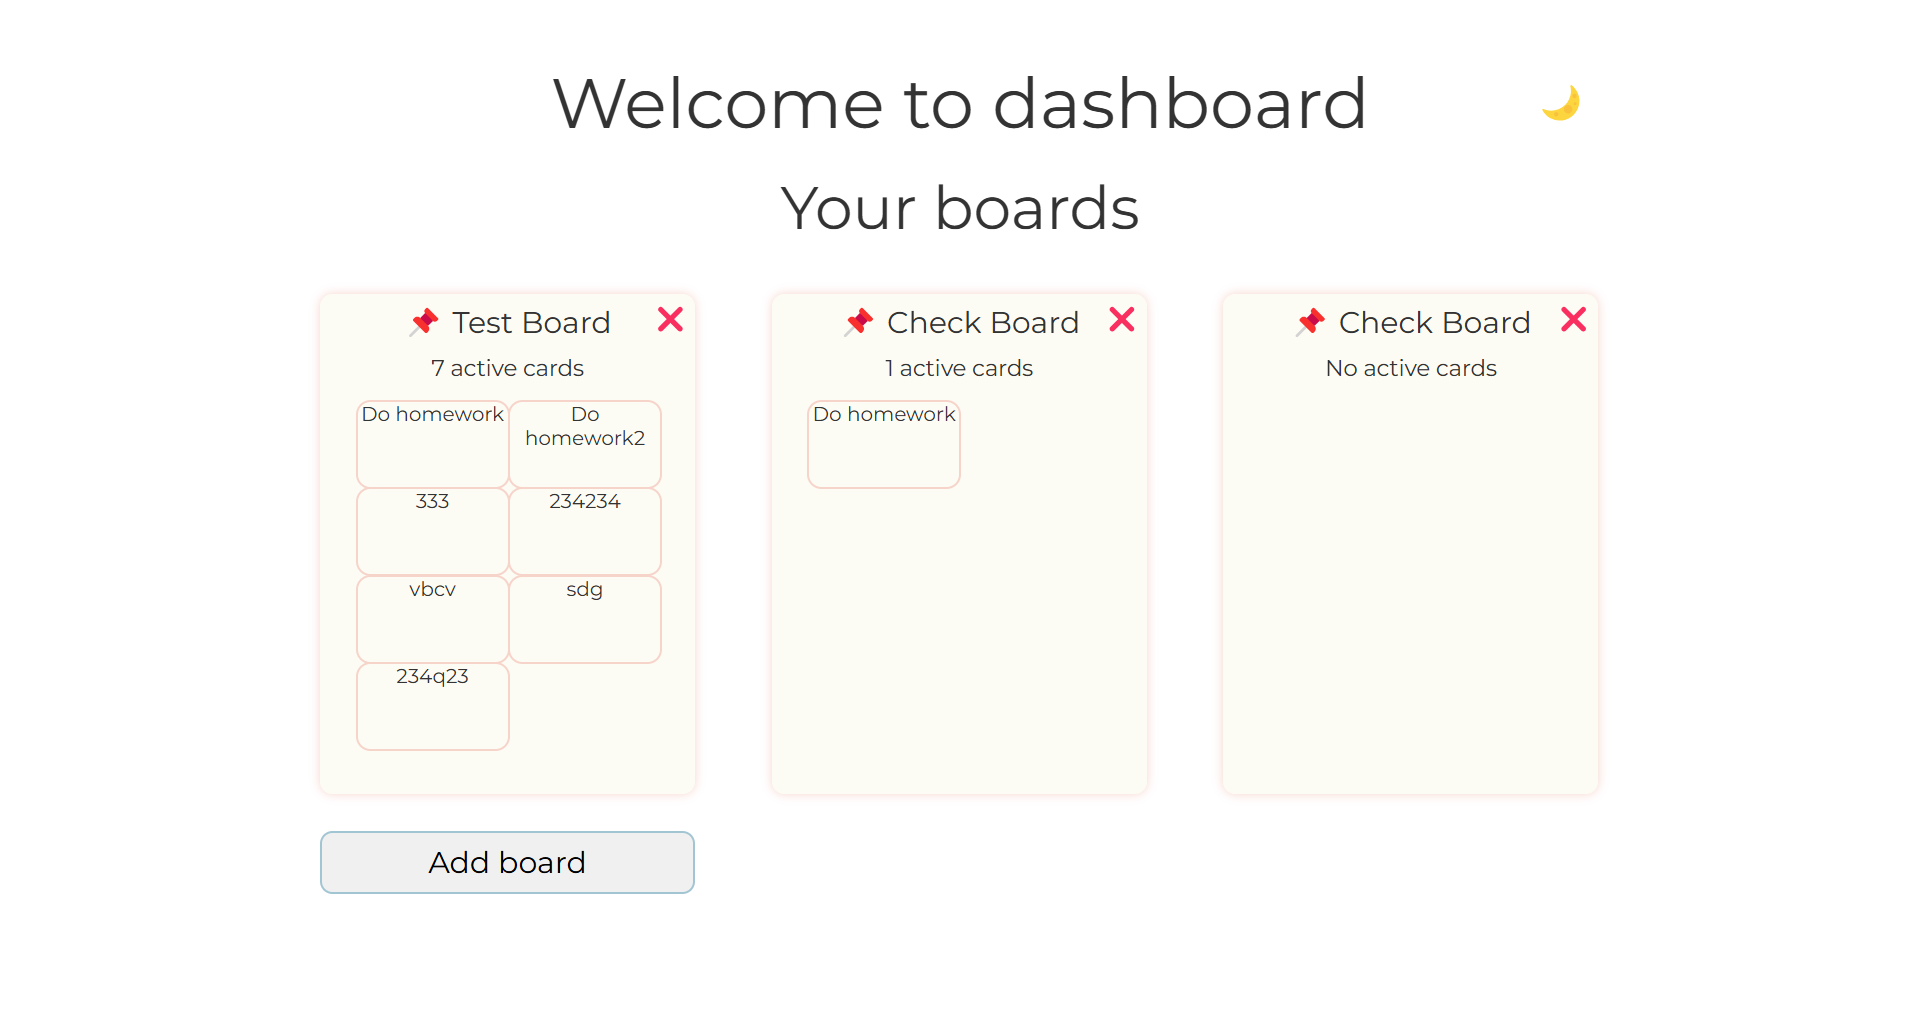 Welcome to dashboard
Your boards
Test Board
7 active cards
Do homework
Do
homework2
333
234234
vbcv
sdg
234q23
Check Board
1 active cards
Do homework
Check Board
No active cards
Add board